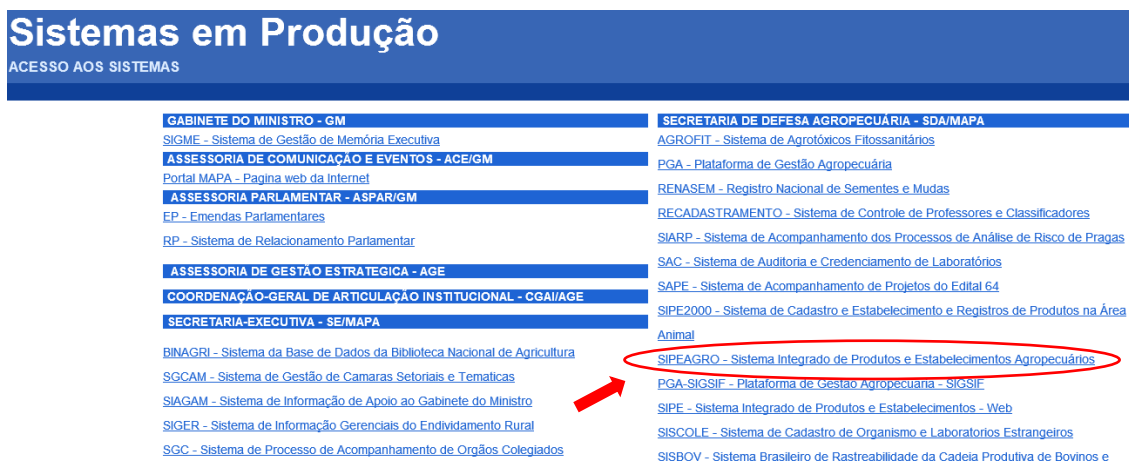 Sistemas em Produção
ACESSO AOS SISTEMAS
GABINETE DO MINISTRO - GM
SIGME - Sistema de Gestão de Memória Executiva
ASSESSORIA DE COMUNICAÇÃO E EVENTOS - ACE/GM
Portal MAPA - Pagina web da Internet
ASSESSORIA PARLAMENTAR - ASPAR/GM
EP - Emendas Parlamentares
RP - Sistema de Relacionamento Parlamentar
ASSESSORIA DE GESTÃO ESTRATEGICA - AGE
COORDENAÇÃO-GERAL DE ARTICULAÇÃO INSTITUCIONAL - CGAI/AGE
SECRETARIA-EXECUTIVA - SE/MAPA
BINAGRI - Sistema da Base de Dados da Biblioteca Nacional de Agricultura
SGCAM - Sistema de Gestão de Camaras Setoriais e Tematicas
SIAGAM - Sistema de Informação de Apoio ao Gabinete do Ministro
SIGER - Sistema de Informação Gerenciais do Endividamento Rural
SGC - Sistema de Processo de Acompanhamento de Orgãos Colegiados
SECRETARIA DE DEFESA AGROPECUÁRIA - SDA/MAPA
AGROFIT - Sistema de Agrotóxicos Fitossanitários
PGA - Plataforma de Gestão Agropecuária
RENASEM - Registro Nacional de Sementes e Mudas
RECADASTRAMENTO - Sistema de Controle de Professores e Classificadores
SIARP - Sistema de Acompanhamento dos Processos de Análise de Risco de Pragas
SAC - Sistema de Auditoria e Credenciamento de Laboratórios
SAPE - Sistema de Acompanhamento de Projetos do Edital 64
SIPE2000 - Sistema de Cadastro e Estabelecimento e Registros de Produtos na Área
Animal
SIPEAGRO - Sistema Integrado de Produtos e Estabelecimentos Agropecuários
PGA-SIGSIF - Plataforma de Gestão Agropecuaria - SIGSIF
SIPE - Sistema Integrado de Produtos e Estabelecimentos - Web
SISCOLE - Sistema de Cadastro de Organismo e Laboratorios Estrangeiros
SISBOV - Sistema Brasileiro de Rastreabilidade da Cadeia Produtiva de Bovinos e